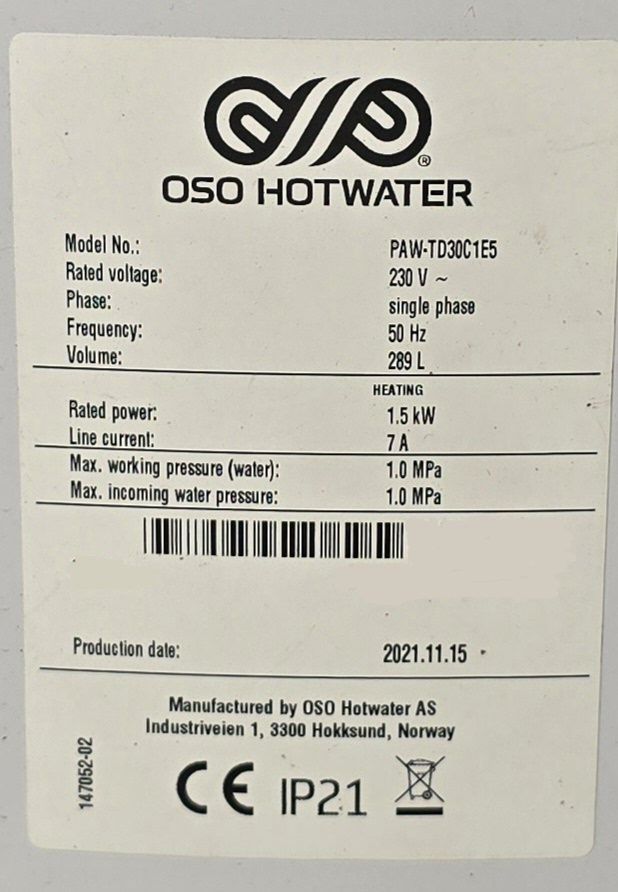 ®
OSO HOTWATER
Model No.: PAW-TD30C1E5
Rated voltage: 230 V ~
Phase: single phase
Frequency: 50 Hz
Volume: 289 L
HEATING
Rated power: 1.5 kW
Line current: 7 A
Max. working pressure (water): 1.0 MPa
Max. incoming water pressure: 1.0 MPa
Production date: 2021.11.15
Manufactured by OSO Hotwater AS
Industriveien 1, 3300 Hokksund, Norway
147052-02
CE IP21